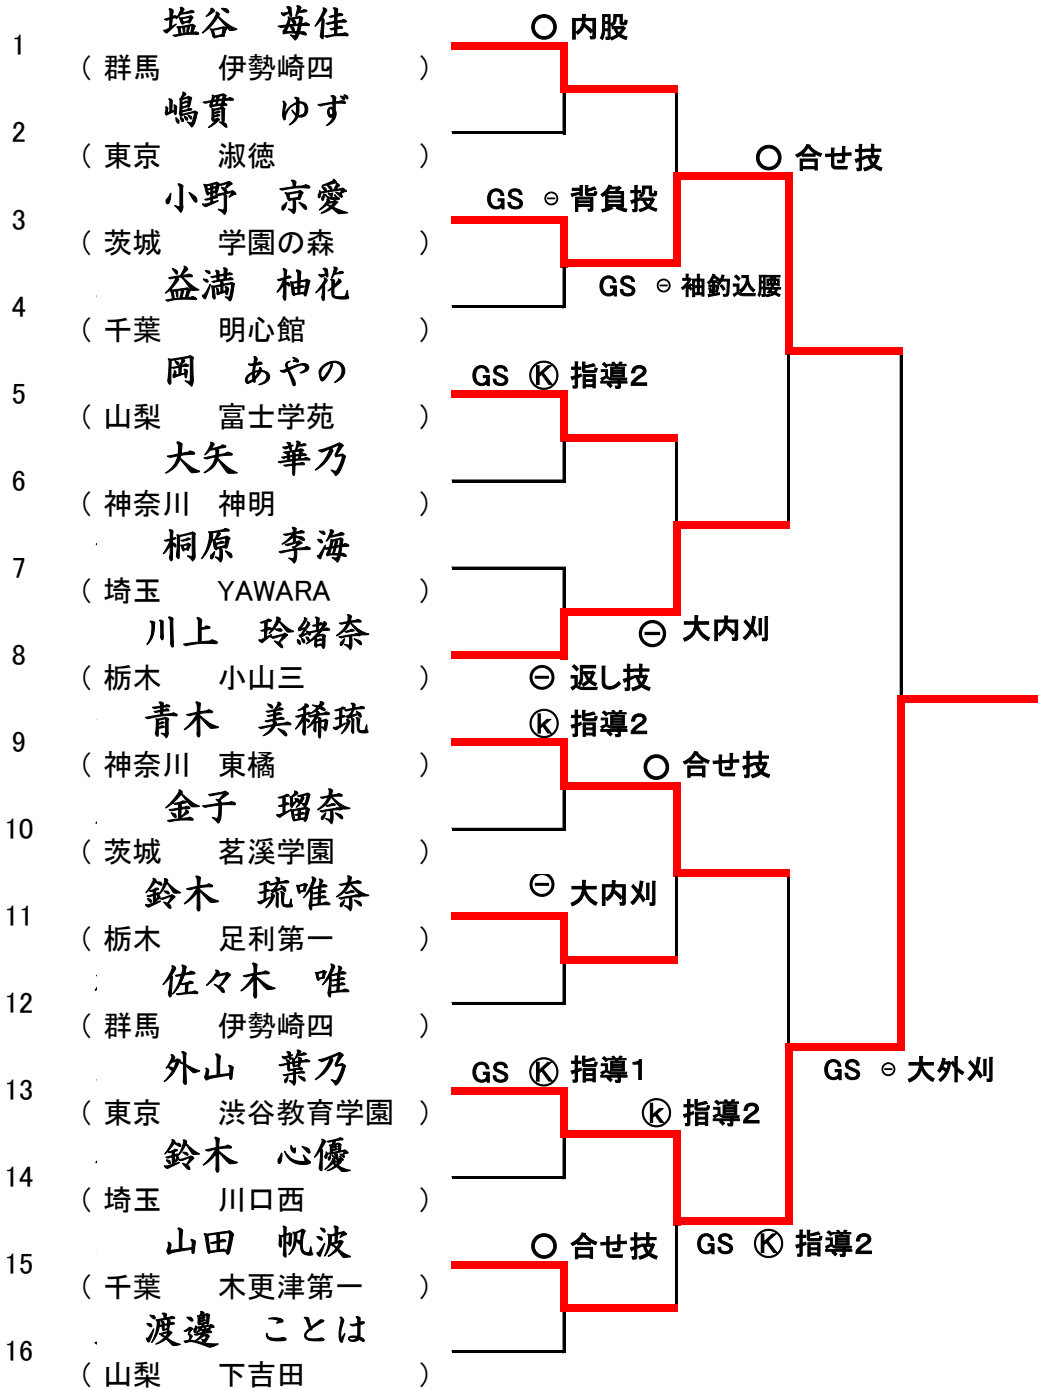 塩谷　苺佳
○ 内股
1
( 群馬　伊勢崎四 )
嶋貫　ゆず
2
( 東京　淑徳 )
○ 合せ技
小野　京愛
GS ⊖ 背負投
3
( 茨城　学園の森 )
益満　柚花
GS ⊖ 袖釣込腰
4
( 千葉　明心館 )
岡　あやの
GS Ⓚ 指導2
5
( 山梨　富士学苑 )
大矢　華乃
6
( 神奈川　神明 )
桐原　李海
7
( 埼玉　YAWARA )
川上　玲緒奈
⊖ 大内刈
8
( 栃木　小山三 )
⊖ 返し技
青木　美稀琉
ⓚ 指導2
9
( 神奈川　東橘 )
○ 合せ技
金子　瑠奈
10
( 茨城　茗溪学園 )
鈴木　琉唯奈
⊖ 大内刈
11
( 栃木　足利第一 )
佐々木　唯
12
( 群馬　伊勢崎四 )
外山　葉乃
GS Ⓚ 指導1
GS ⊖ 大外刈
13
( 東京　渋谷教育学園 )
ⓚ 指導2
鈴木　心優
14
( 埼玉　川口西 )
山田　帆波
○ 合せ技
GS Ⓚ 指導2
15
( 千葉　木更津第一 )
渡邊　ことは
16
( 山梨　下吉田 )